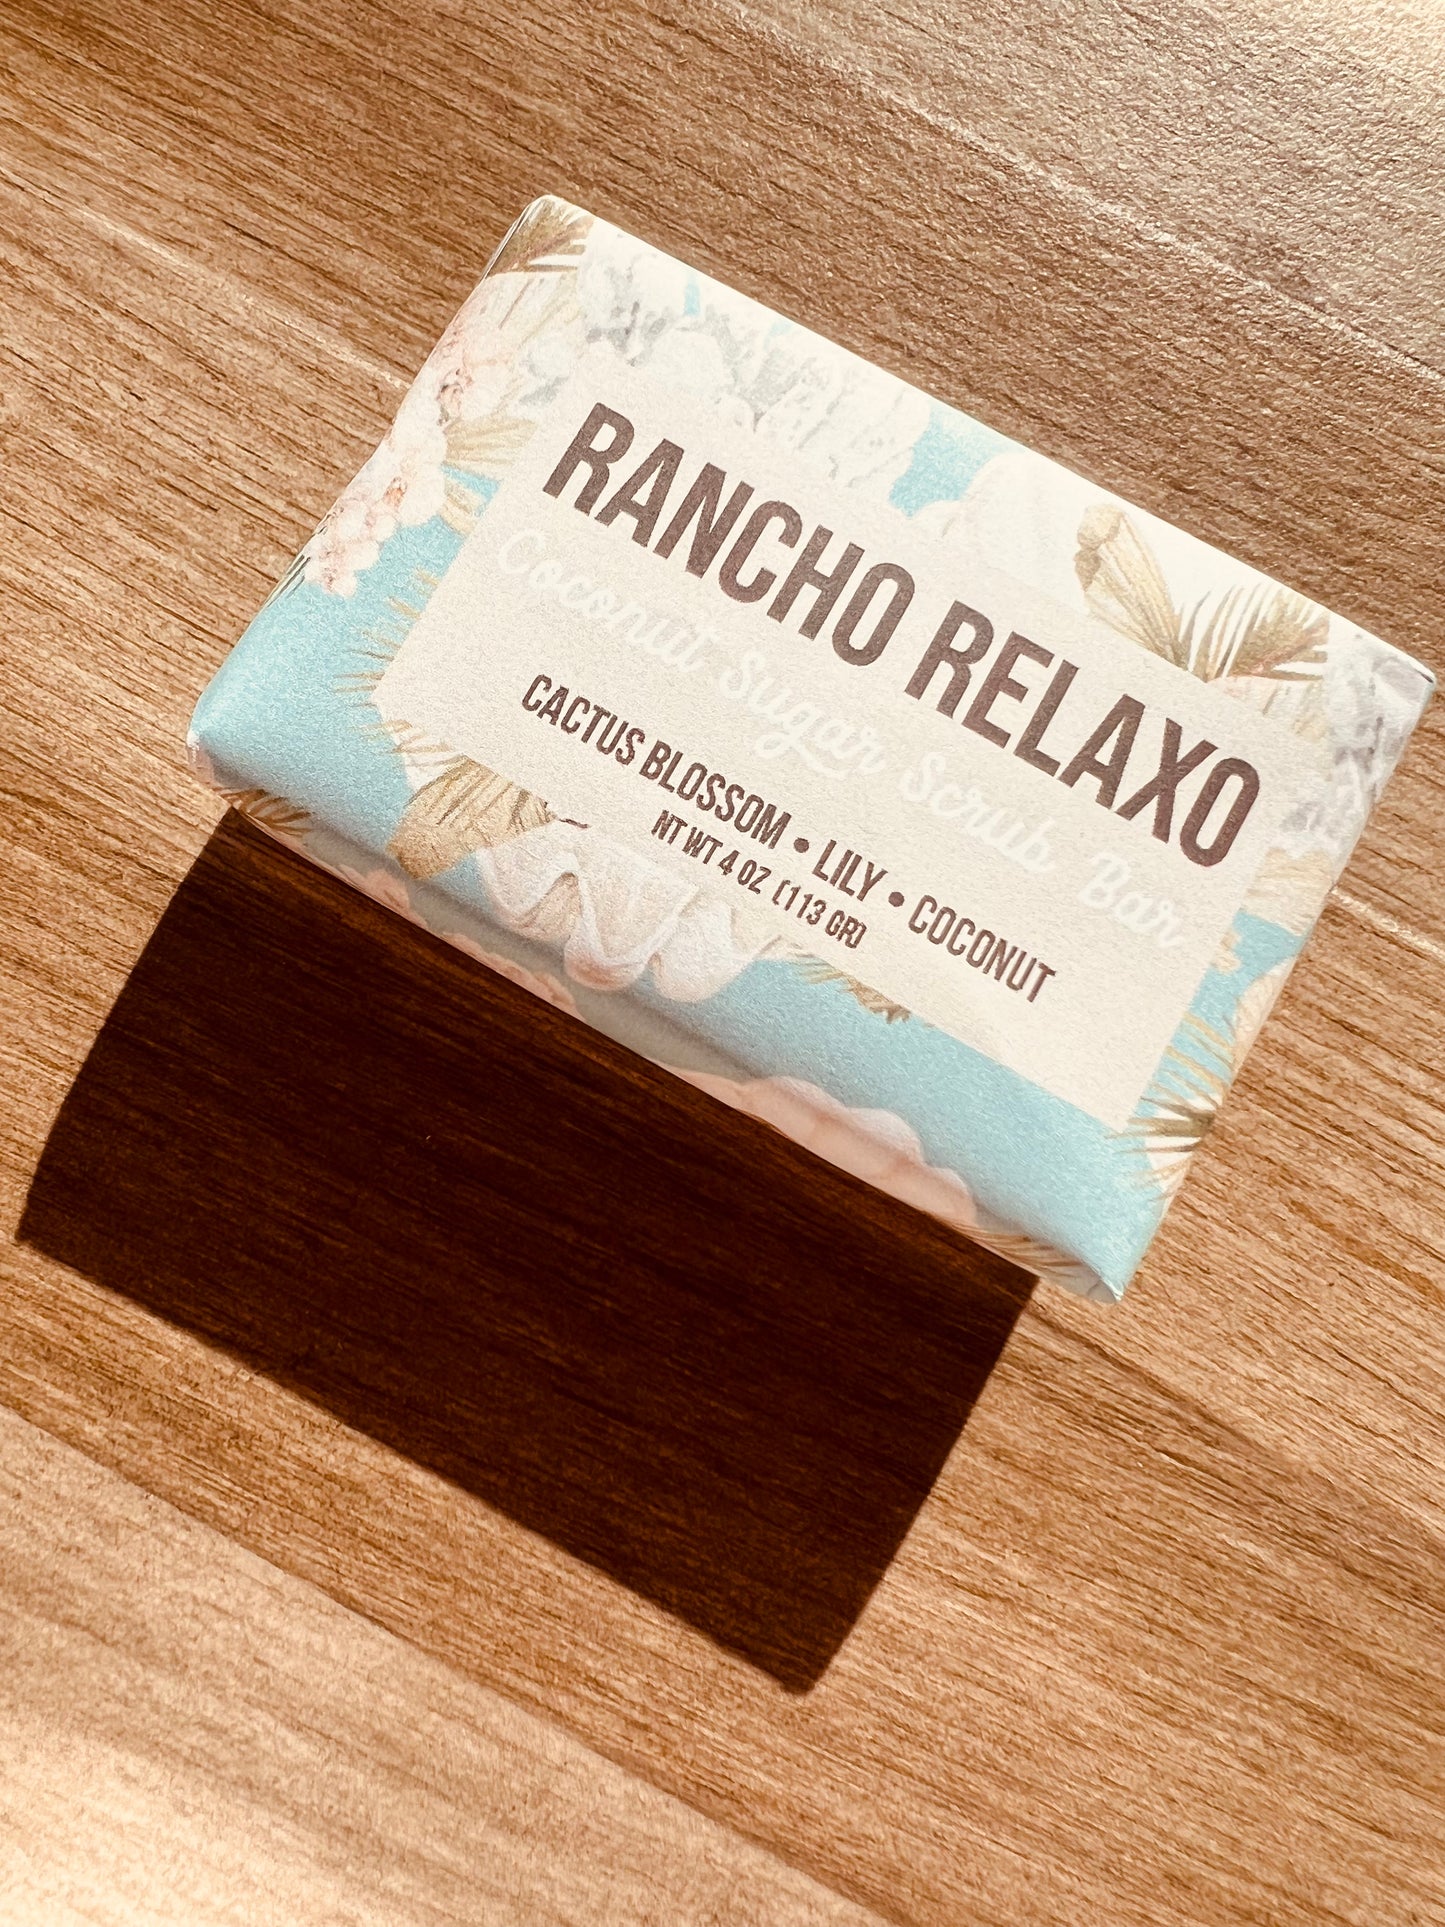 RANCHO RELAXO
Coconut Sugar Scrub Bar
CACTUS BLOSSOM • LILY • COCONUT
NT WT 4 OZ (113 GR)